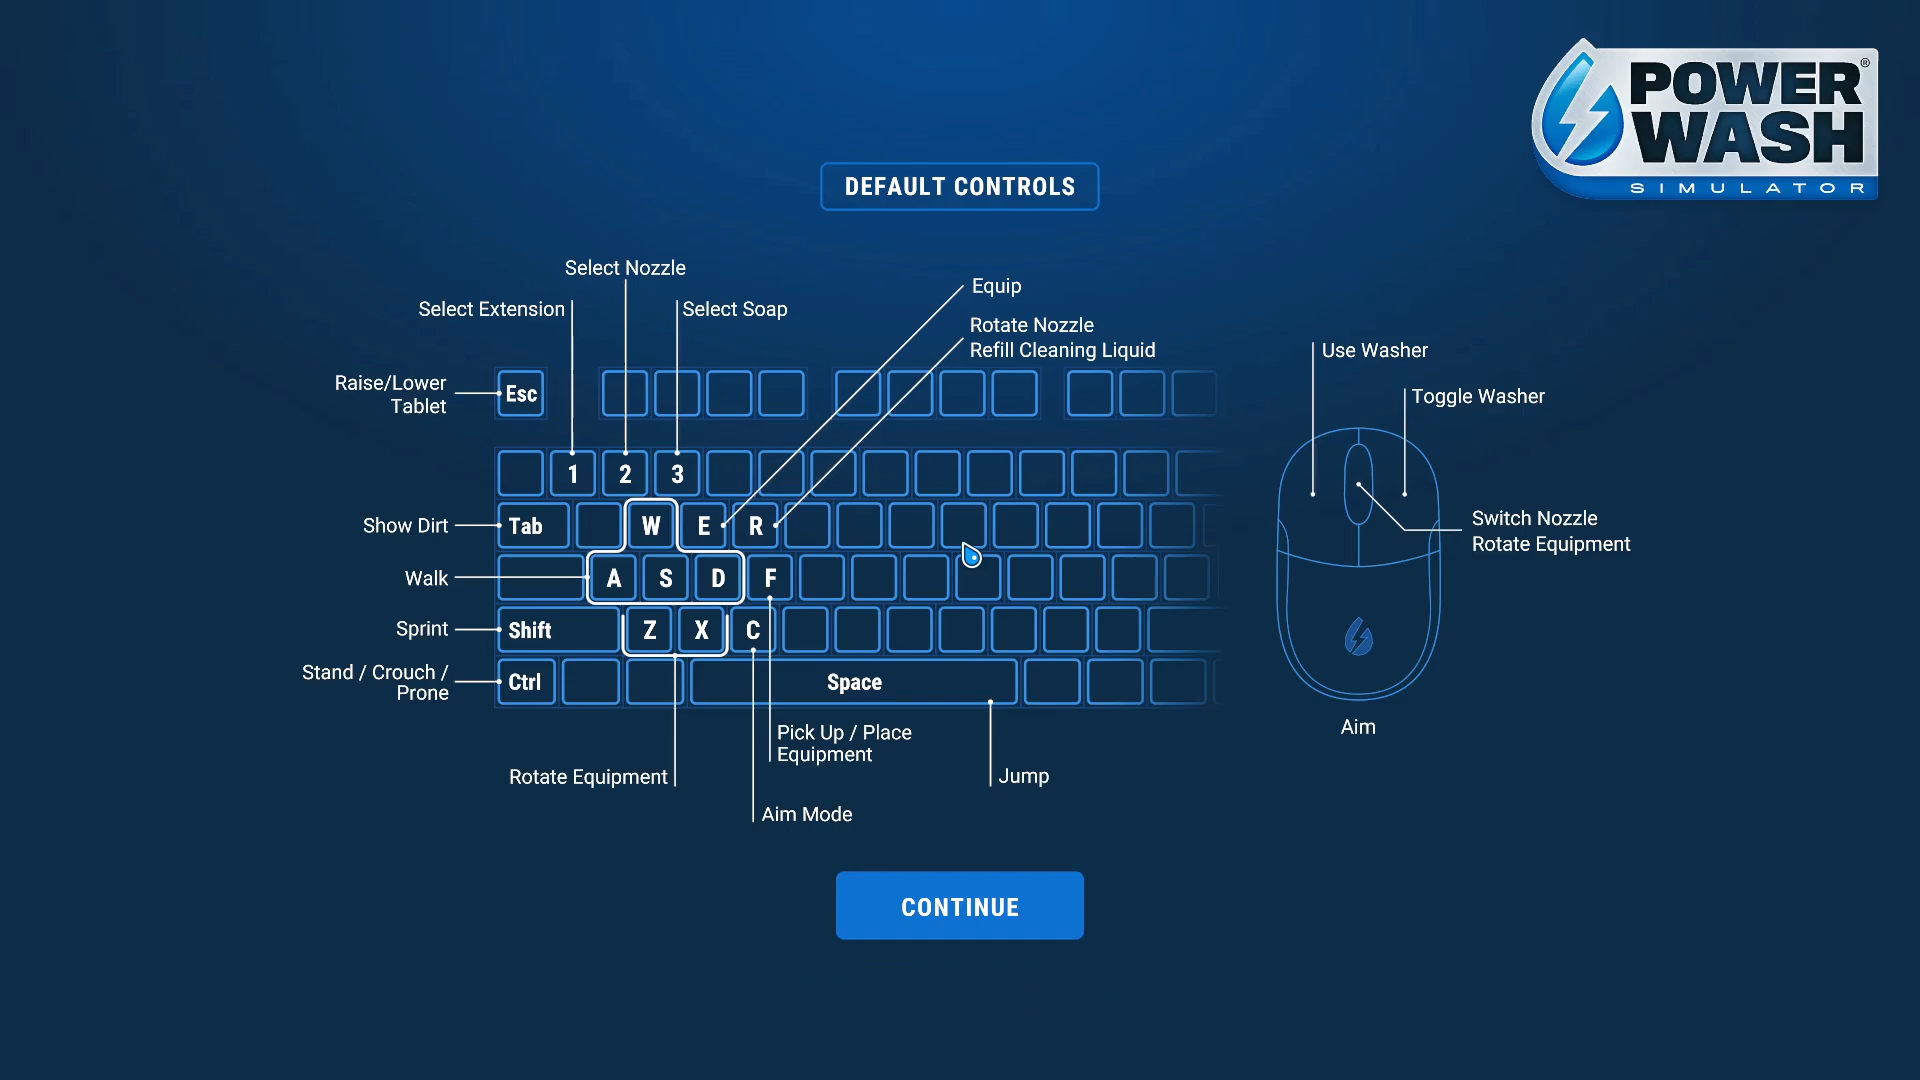 POWER®
WASH
SIMULATOR
DEFAULT CONTROLS
Select Nozzle
Select Extension
Select Soap
Equip
Rotate Nozzle
Refill Cleaning Liquid
Use Washer
Toggle Washer
Raise/Lower
Tablet
Esc
1
2
3
Show Dirt
Tab
W
E
R
Switch Nozzle
Rotate Equipment
Walk
A
S
D
F
Sprint
Shift
Z
X
C
Stand / Crouch /
Prone
Ctrl
Space
Aim
Pick Up / Place
Equipment
Rotate Equipment
Jump
Aim Mode
CONTINUE